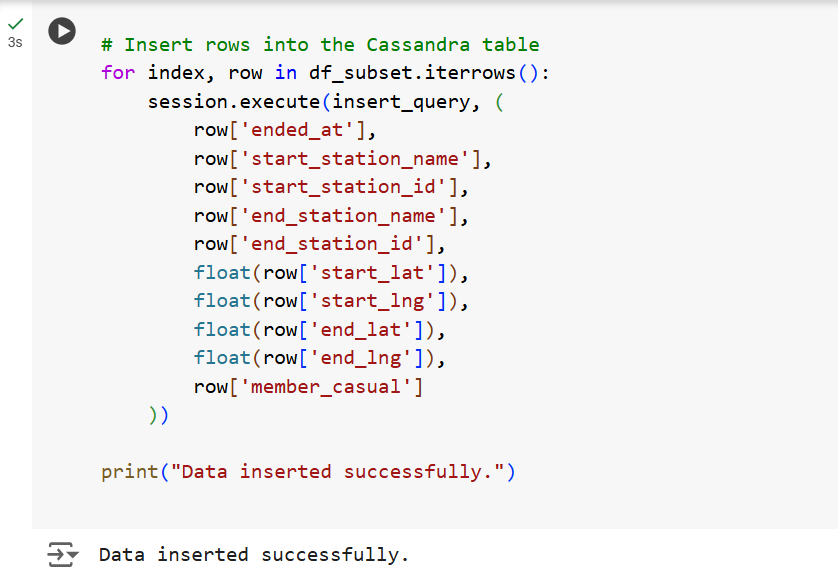 3s
# Insert rows into the Cassandra table
for index, row in df_subset.iterrows():
    session.execute(insert_query, (
        row['ended_at'],
        row['start_station_name'],
        row['start_station_id'],
        row['end_station_name'],
        row['end_station_id'],
        float(row['start_lat']),
        float(row['start_lng']),
        float(row['end_lat']),
        float(row['end_lng']),
        row['member_casual']
    ))
print("Data inserted successfully.")
Data inserted successfully.